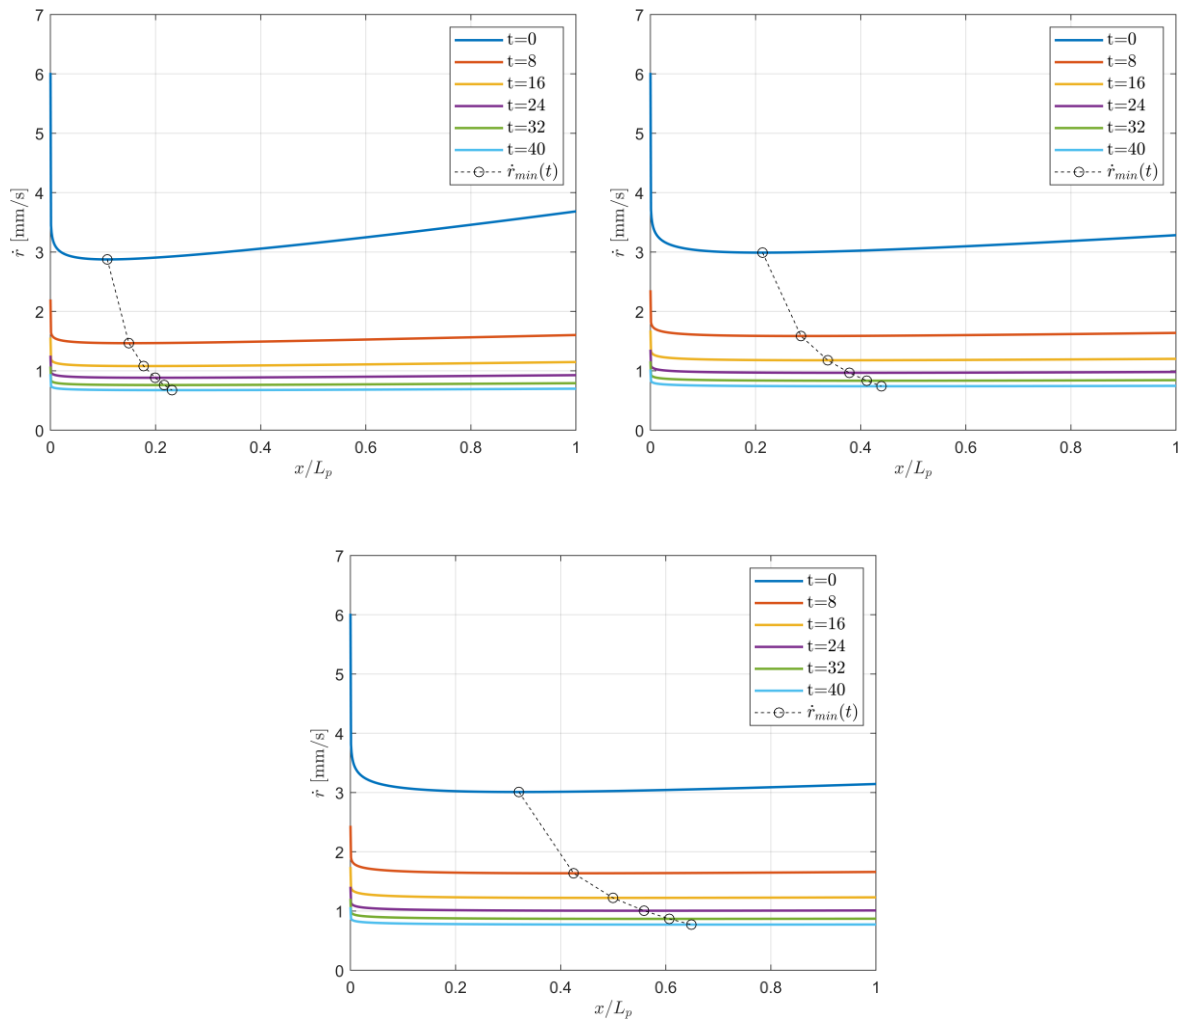 7
6
5
4
3
2
1
0
ṙ [mm/s]
0
0.2
0.4
0.6
0.8
1
x/L_p
t=0
t=8
t=16
t=24
t=32
t=40
ṙ_min(t)
7
6
5
4
3
2
1
0
ṙ [mm/s]
0
0.2
0.4
0.6
0.8
1
x/L_p
t=0
t=8
t=16
t=24
t=32
t=40
ṙ_min(t)
7
6
5
4
3
2
1
0
ṙ [mm/s]
0
0.2
0.4
0.6
0.8
1
x/L_p
t=0
t=8
t=16
t=24
t=32
t=40
ṙ_min(t)